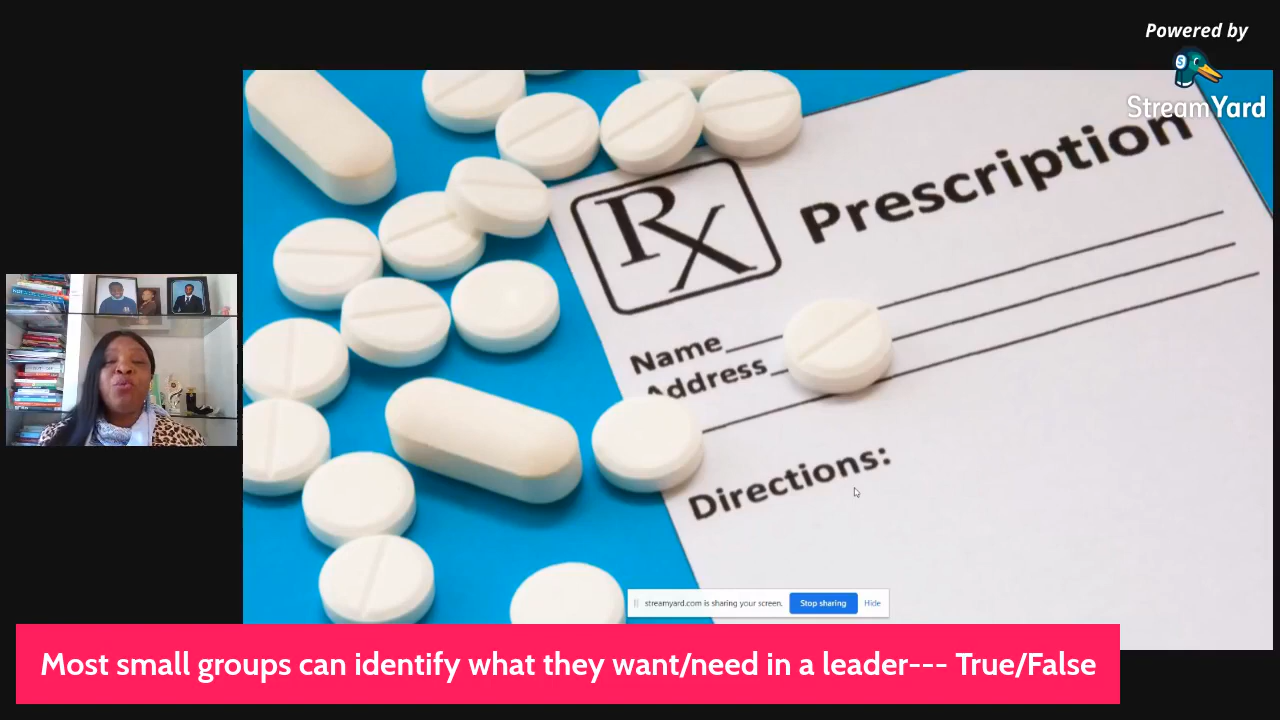 Powered by
StreamYard
Rx
Prescription
Name
Address
Directions:
streamyard.com is sharing your screen.
Stop sharing
Hide
Most small groups can identify what they want/need in a leader--- True/False